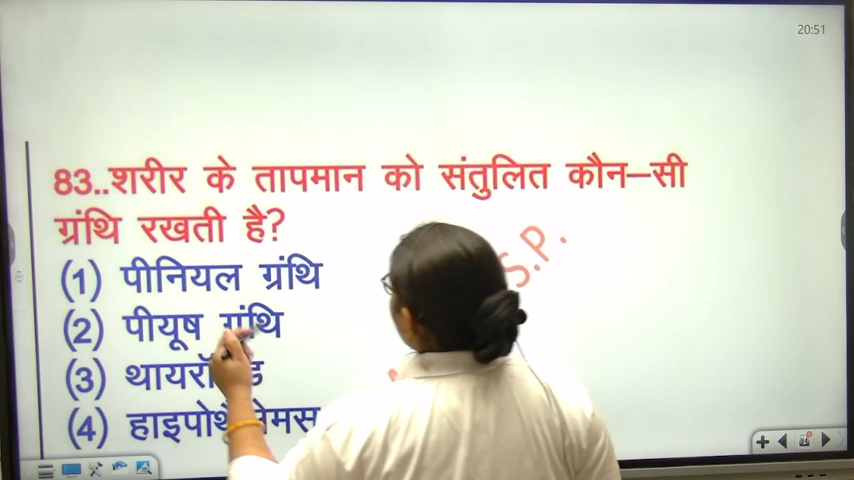 20:51
83..शरीर के तापमान को संतुलित कौन–सी
ग्रंथि रखती है?
(1) पीनियल ग्रंथि
(2) पीयूष ग्रंथि
(3)
(4)
S.P.